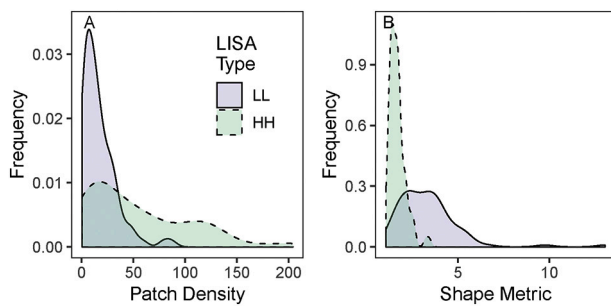 A
LISA
Type
LL
HH
Frequency
0.03
0.02
0.01
0.00
0 50 100 150 200
Patch Density
B
Frequency
0.9
0.6
0.3
0.0
5 10
Shape Metric